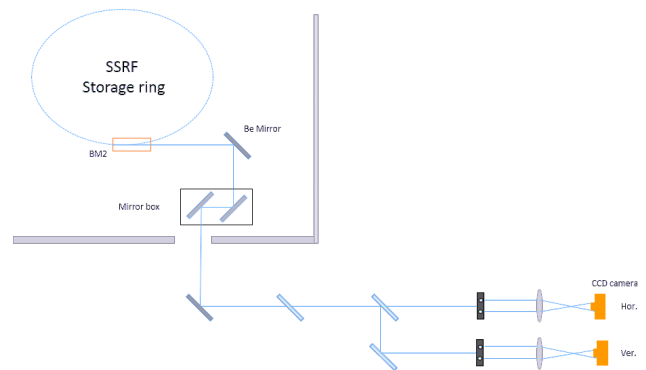 SSRF
Storage ring
Be Mirror
BM2
Mirror box
CCD camera
Hor.
Ver.